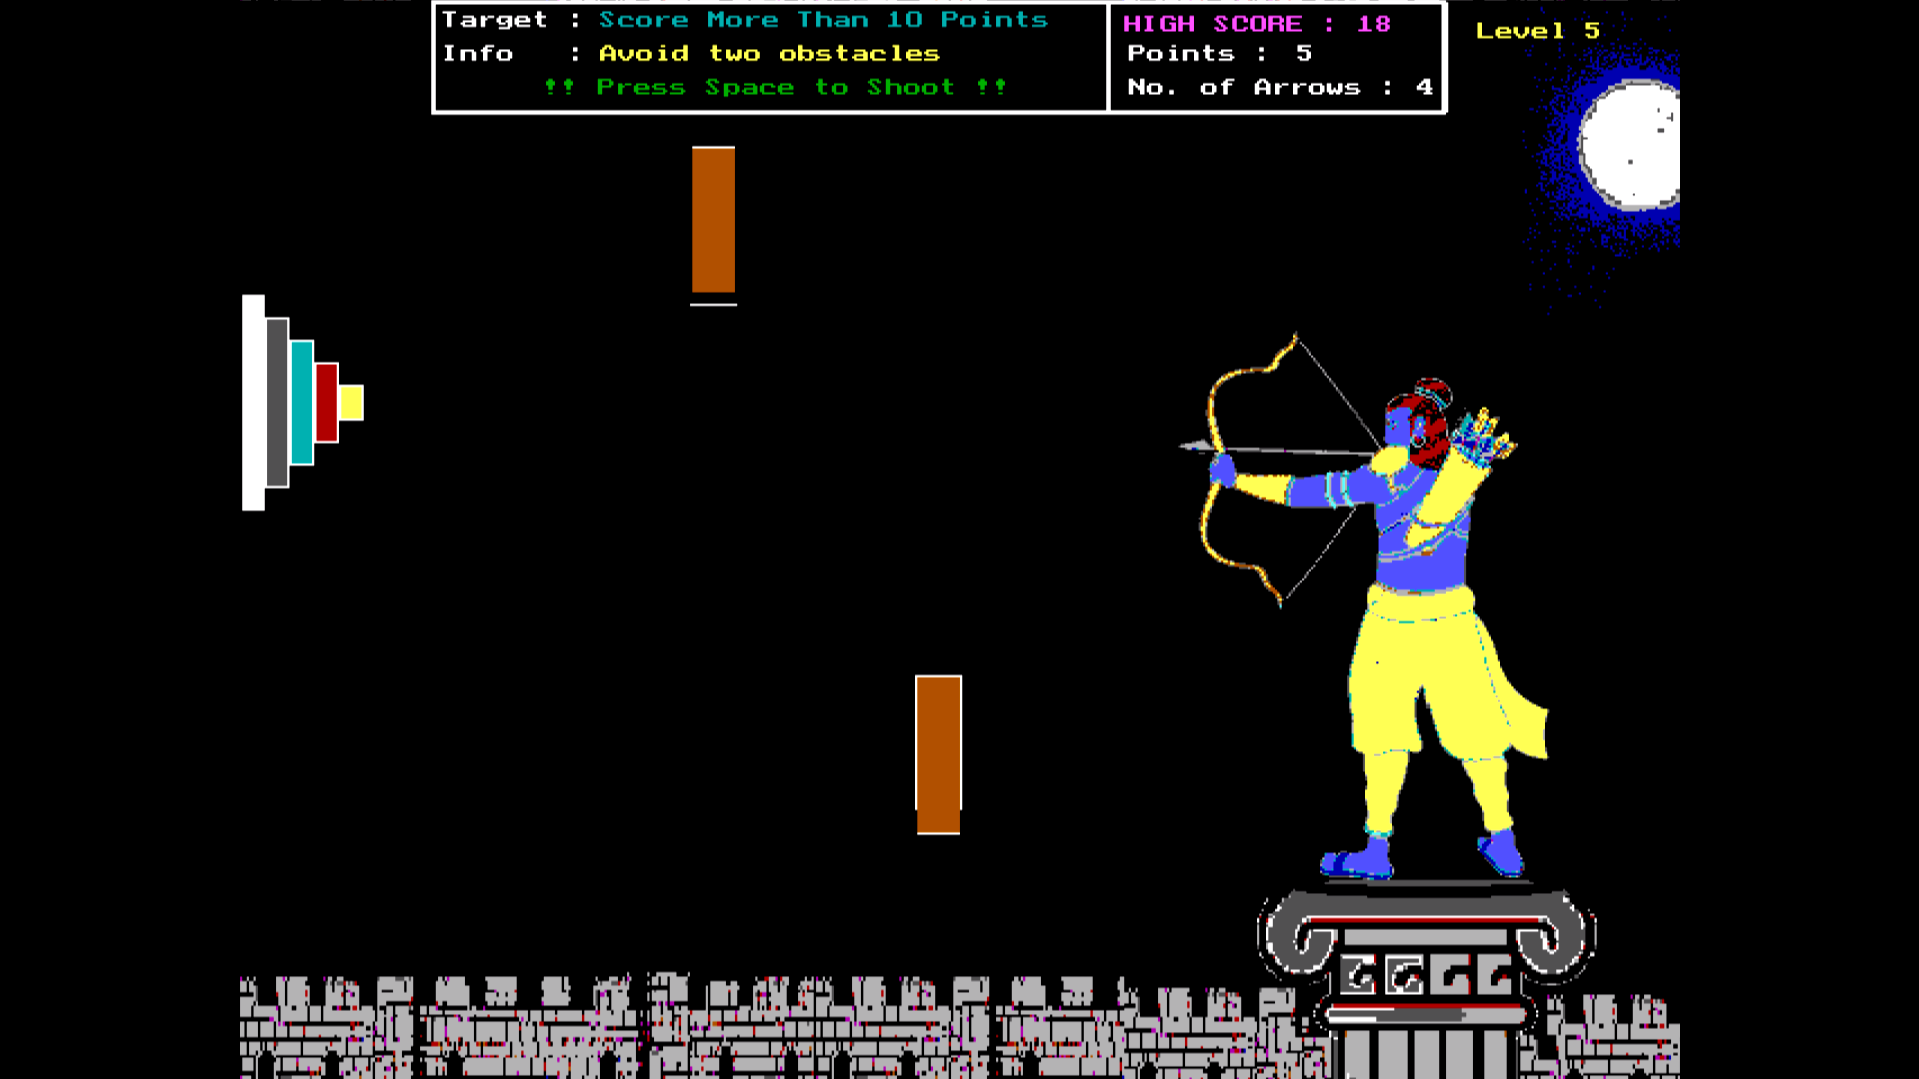 Target : Score More Than 10 Points
Info : Avoid two obstacles
!! Press Space to Shoot !!
HIGH SCORE : 18
Points : 5
No. of Arrows : 4
Level 5